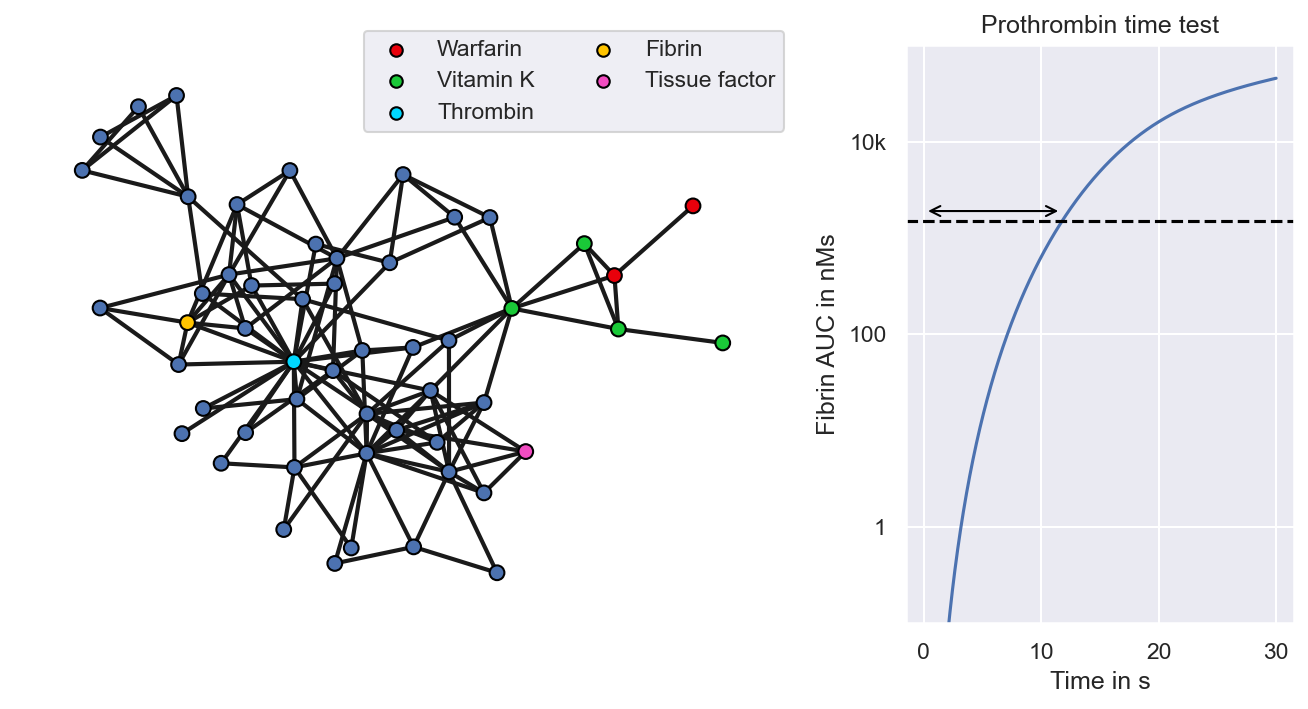 Warfarin
Vitamin K
Thrombin
Fibrin
Tissue factor
Prothrombin time test
Fibrin AUC in nMs
10k
100
1
0 10 20 30
Time in s